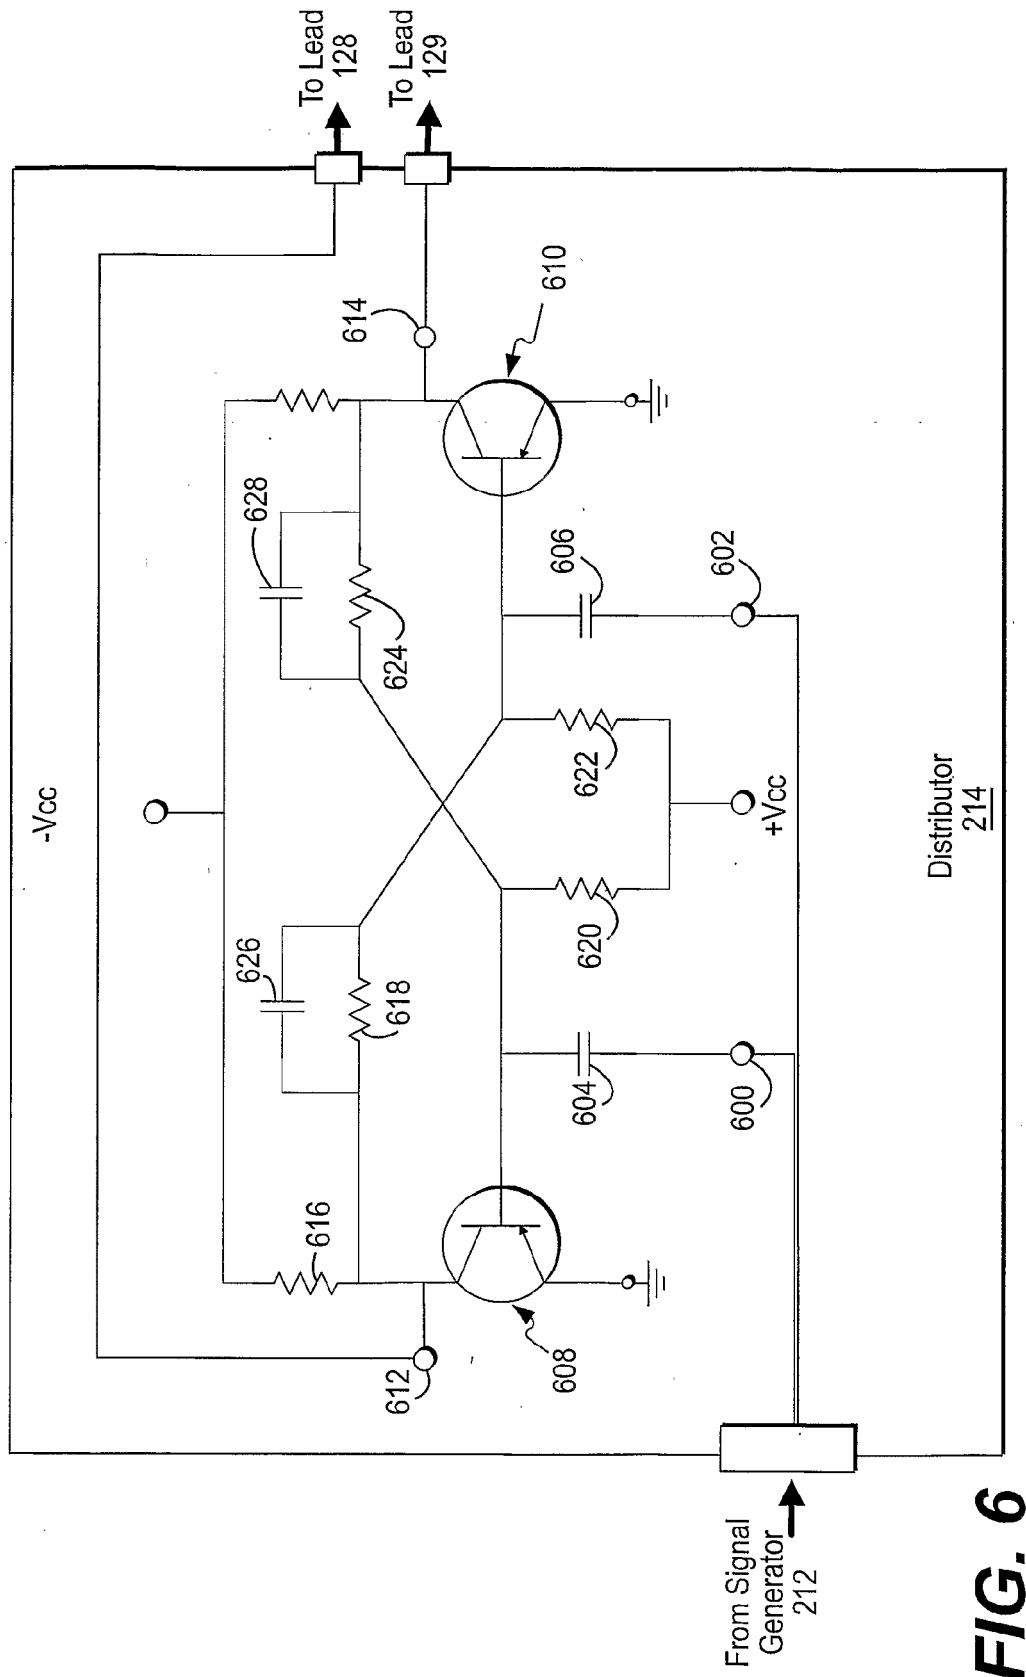 To Lead
128
To Lead
129
-Vcc
614
610
628
624
606
602
622
+Vcc
626
618
620
604
600
616
612
608
Distributor
214
From Signal
Generator
212
FIG. 6